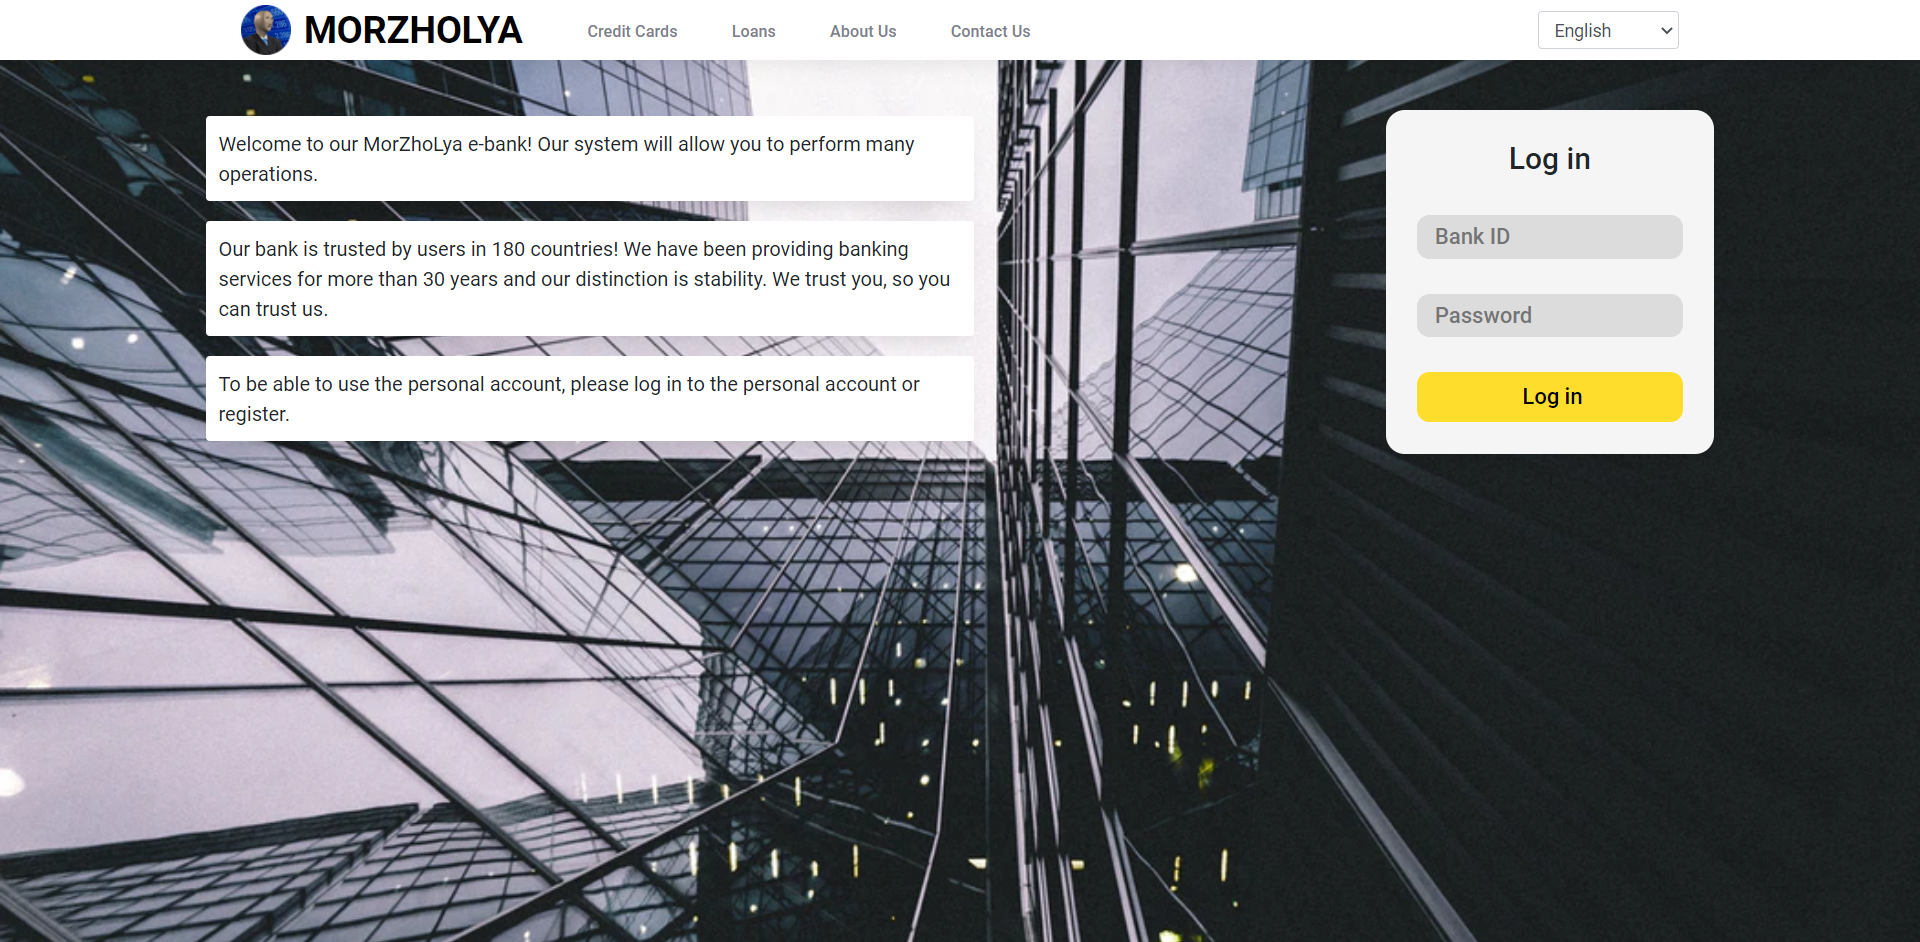 MORZHOLYA
Credit Cards
Loans
About Us
Contact Us
English
Welcome to our MorZhoLya e-bank! Our system will allow you to perform many
operations.
Our bank is trusted by users in 180 countries! We have been providing banking
services for more than 30 years and our distinction is stability. We trust you, so you
can trust us.
To be able to use the personal account, please log in to the personal account or
register.
Log in
Bank ID
Password
Log in